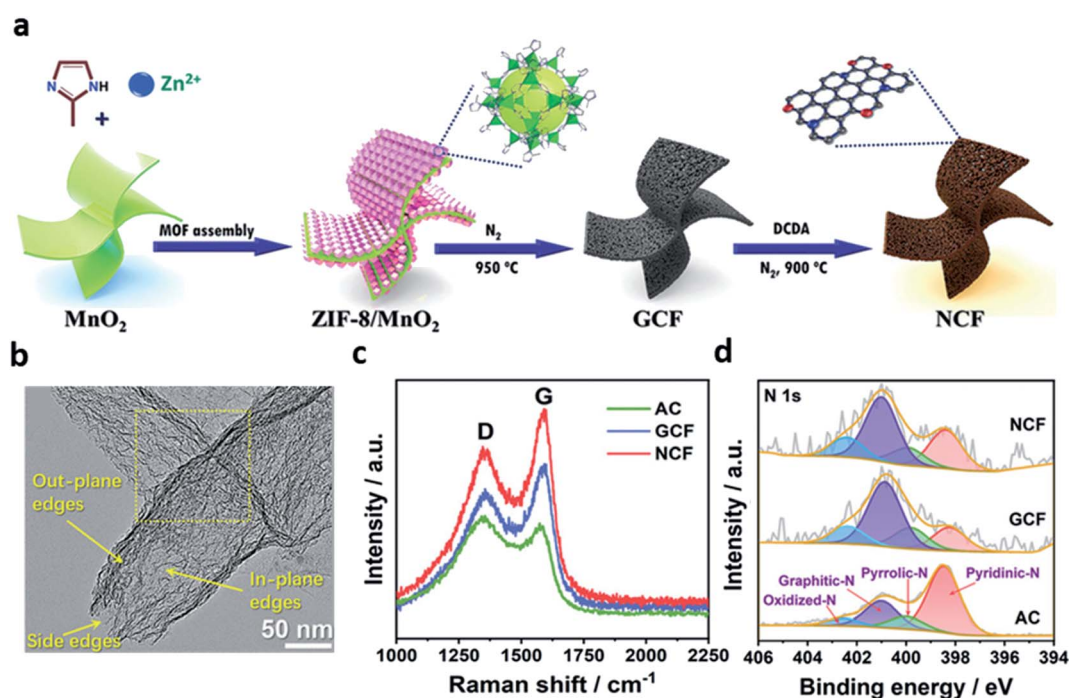 a
N
NH
Zn²⁺
+
MOF assembly
N₂
950 °C
DCDA
N₂, 900 °C
MnO₂
ZIF-8/MnO₂
GCF
NCF
b
Out-plane
edges
In-plane
edges
Side edges
50 nm
c
D
G
AC
GCF
NCF
Intensity / a.u.
1000 1250 1500 1750 2000 2250
Raman shift / cm⁻¹
d
N 1s
NCF
GCF
Graphitic-N
Pyrrolic-N
Pyridinic-N
Oxidized-N
AC
Intensity / a.u.
406 404 402 400 398 396 394
Binding energy / eV